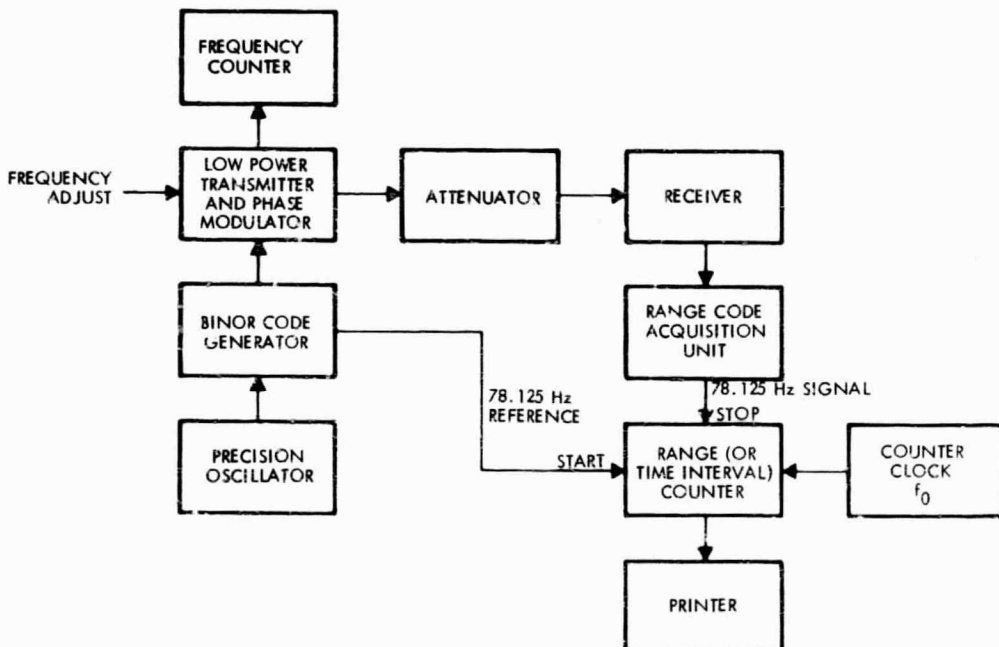 FREQUENCY
COUNTER
FREQUENCY
ADJUST
LOW POWER
TRANSMITTER
AND PHASE
MODULATOR
ATTENUATOR
RECEIVER
BINOR CODE
GENERATOR
RANGE CODE
ACQUISITION
UNIT
78.125 Hz
REFERENCE
78.125 Hz SIGNAL
STOP
PRECISION
OSCILLATOR
START
RANGE (OR
TIME INTERVAL)
COUNTER
COUNTER
CLOCK
f0
PRINTER